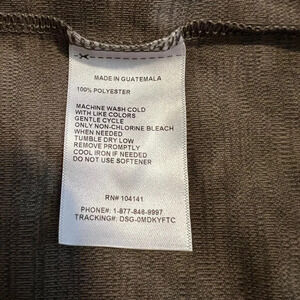 MADE IN GUATEMALA
100% POLYESTER
MACHINE WASH COLD
WITH LIKE COLORS
GENTLE CYCLE
ONLY NON-CHLORINE BLEACH
WHEN NEEDED
TUMBLE DRY LOW
REMOVE PROMPTLY
COOL IRON IF NEEDED
DO NOT USE SOFTENER
RN# 104141
PHONE#: 1-877-846-9997
TRACKING#: DSG-0MDKYFTC